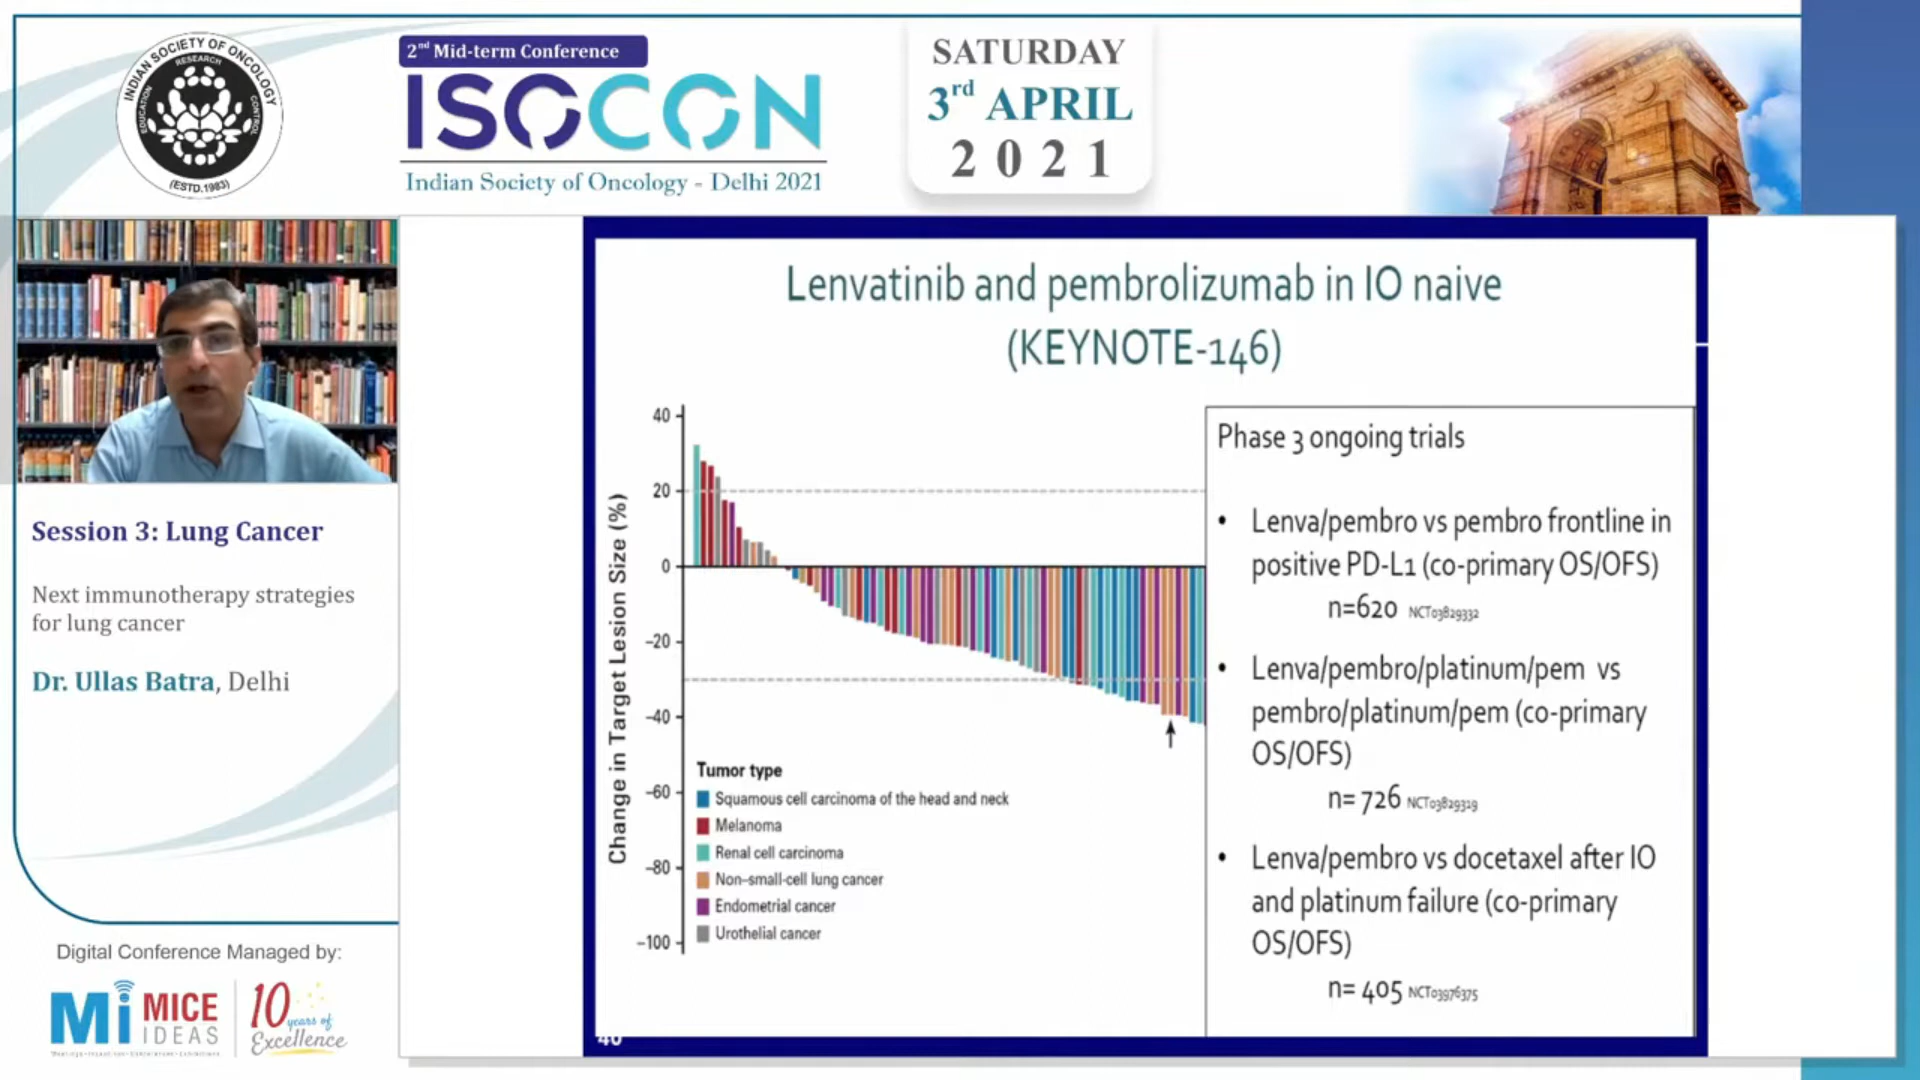 INDIAN SOCIETY OF ONCOLOGY
RESEARCH
EDUCATION
CONTROL
(ESTD.1983)
2nd Mid-term Conference
ISOCON
Indian Society of Oncology - Delhi 2021
SATURDAY
3rd APRIL
2021
Session 3: Lung Cancer
Next immunotherapy strategies
for lung cancer
Dr. Ullas Batra, Delhi
Digital Conference Managed by:
Mi MICE
IDEAS
10
years of
Excellence
Lenvatinib and pembrolizumab in IO naive
(KEYNOTE-146)
Change in Target Lesion Size (%)
40
20
0
–20
–40
–60
–80
–100
Tumor type
Squamous cell carcinoma of the head and neck
Melanoma
Renal cell carcinoma
Non–small-cell lung cancer
Endometrial cancer
Urothelial cancer
Phase 3 ongoing trials
• Lenva/pembro vs pembro frontline in
positive PD-L1 (co-primary OS/OFS)
n=620 NCT03829332
• Lenva/pembro/platinum/pem vs
pembro/platinum/pem (co-primary
OS/OFS)
n= 726 NCT03829319
• Lenva/pembro vs docetaxel after IO
and platinum failure (co-primary
OS/OFS)
n= 405 NCT03976375
40